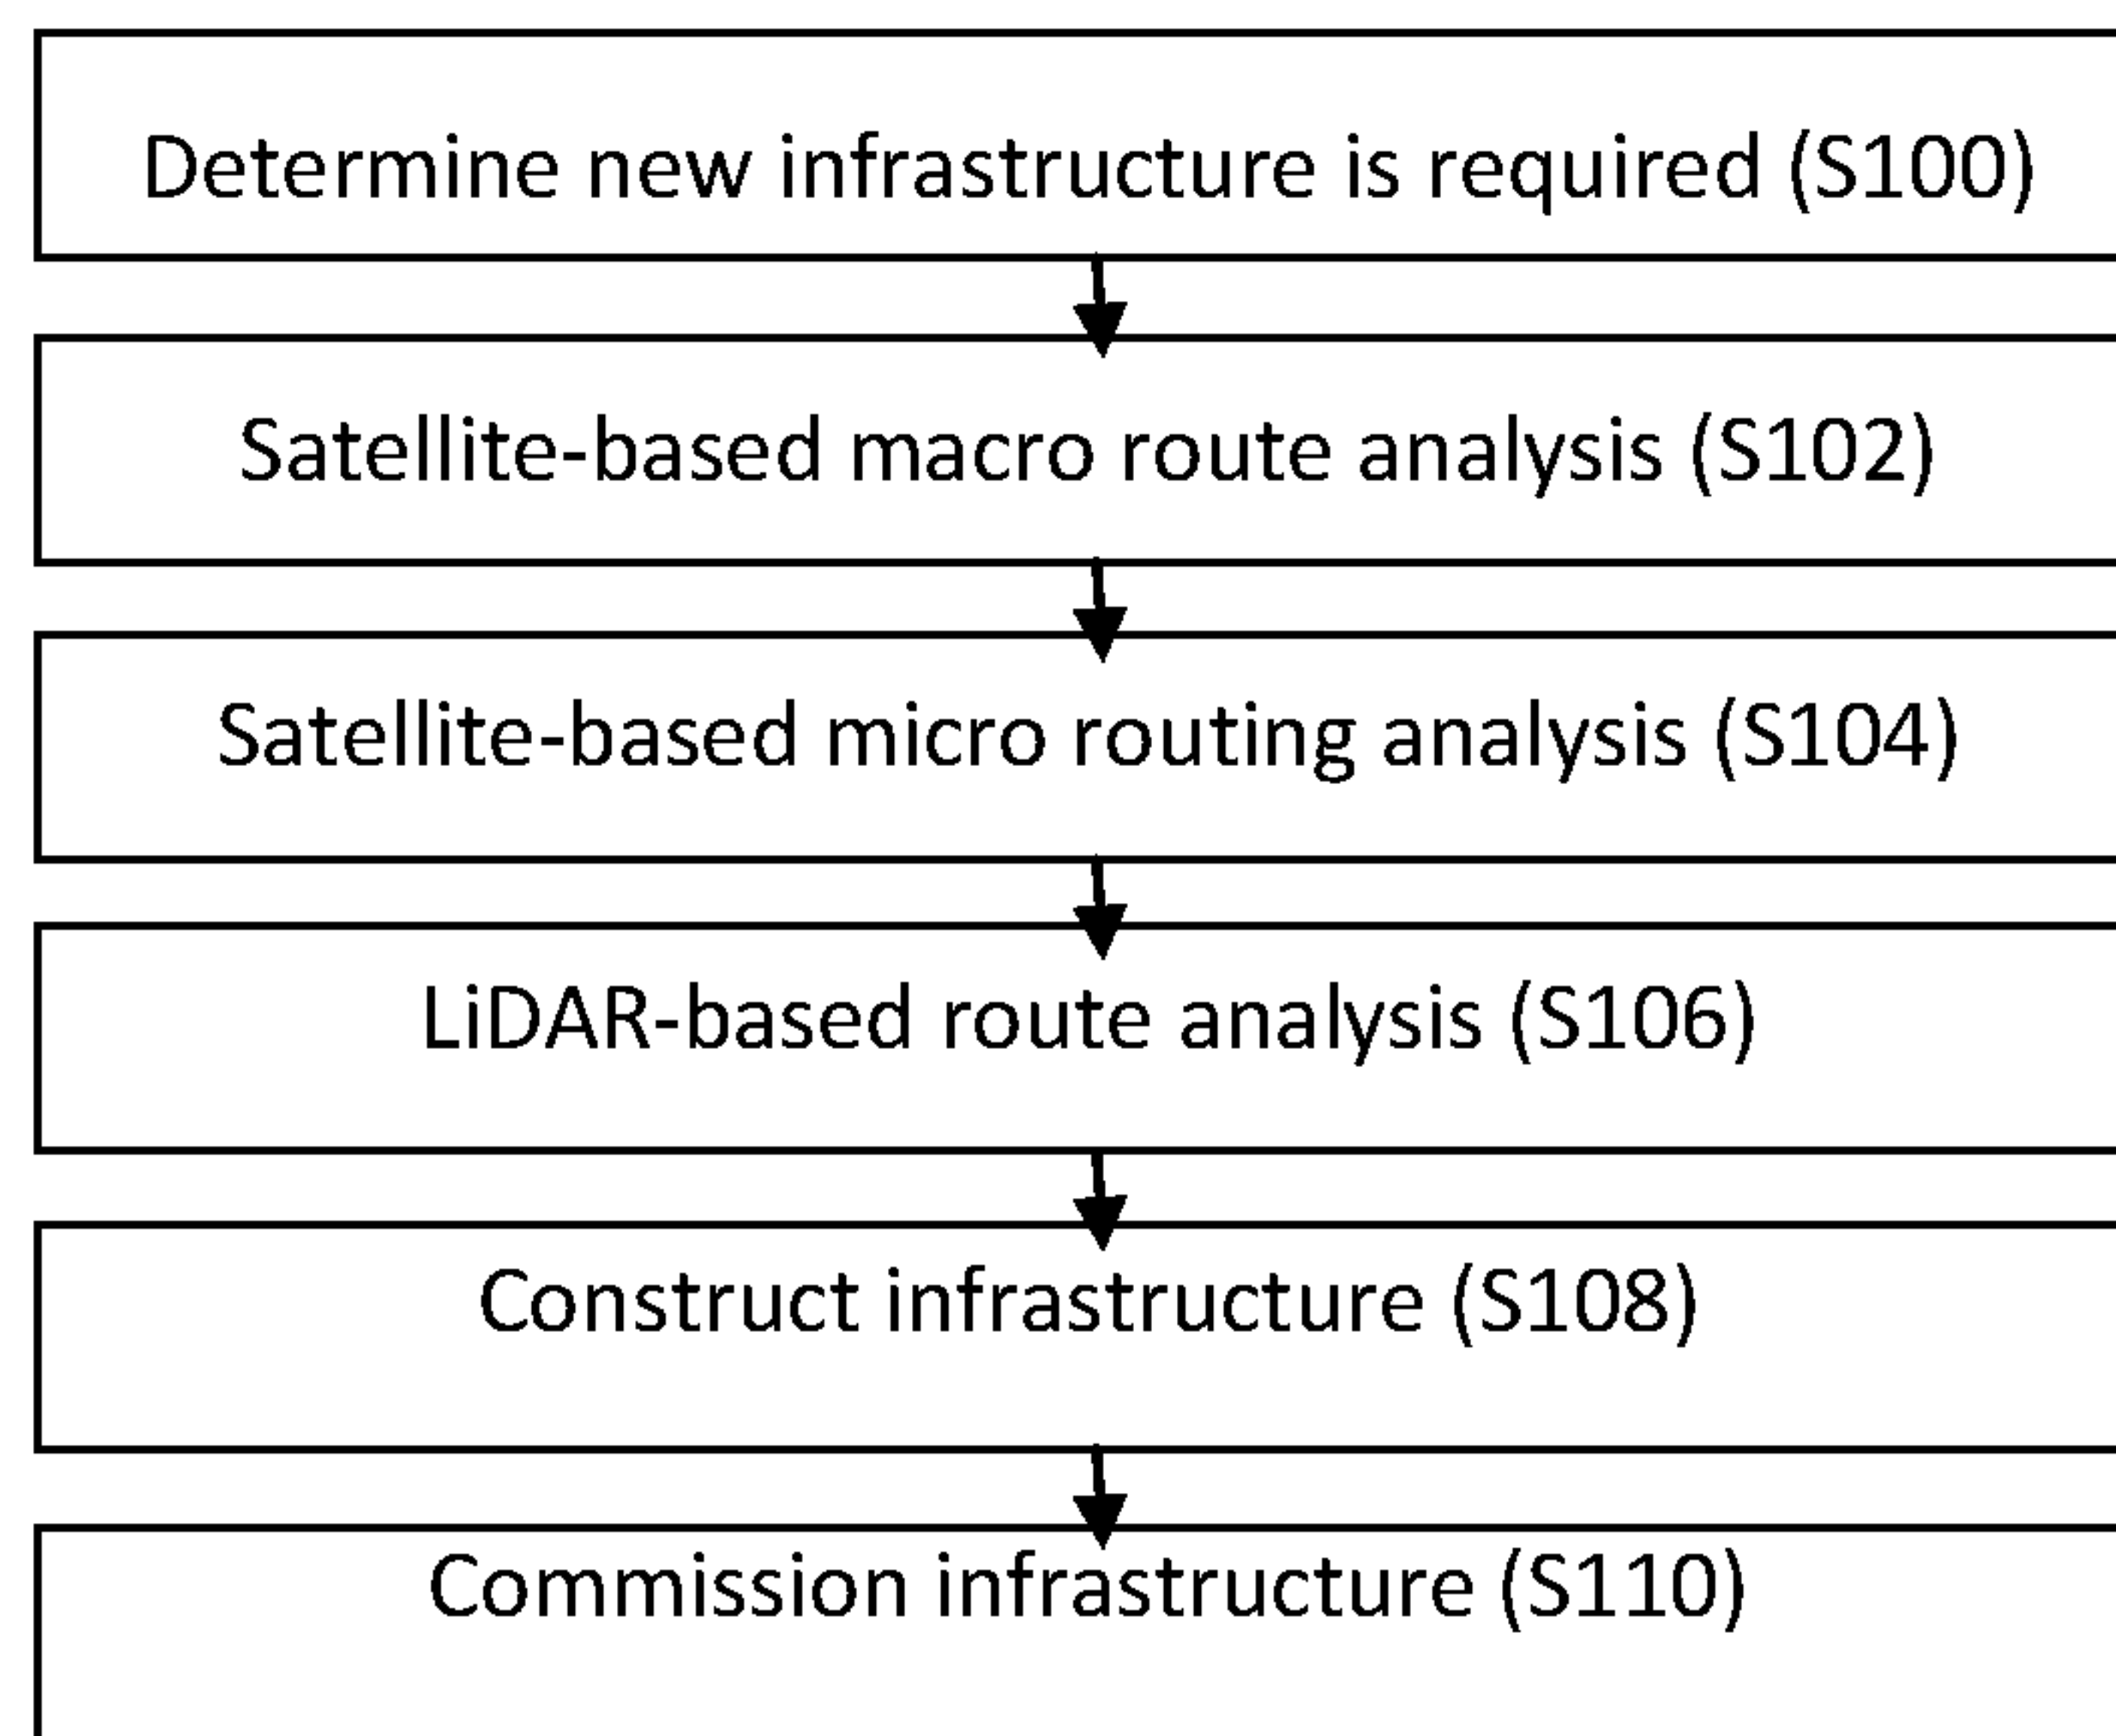 Determine new infrastructure is required (S100)
Satellite-based macro route analysis (S102)
Satellite-based micro routing analysis (S104)
LiDAR-based route analysis (S106)
Construct infrastructure (S108)
Commission infrastructure (S110)